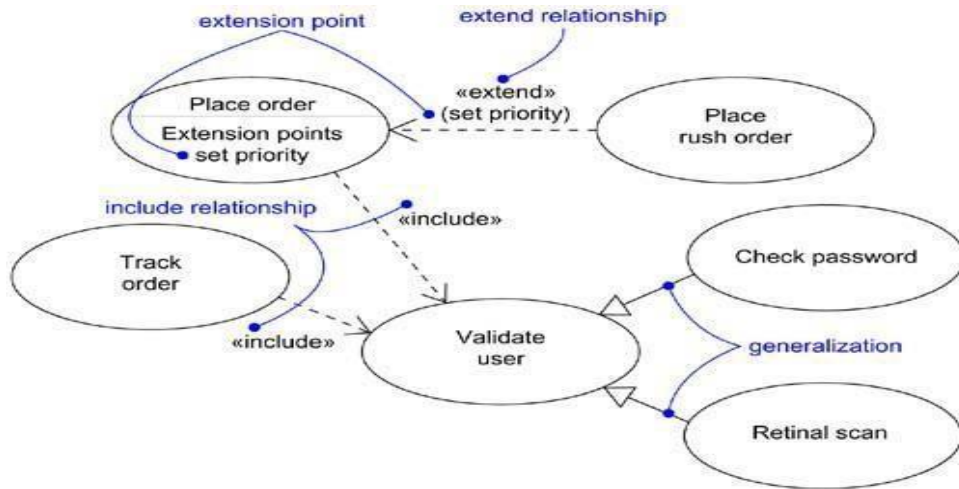 extension point
extend relationship
«extend»
(set priority)
Place order
Extension points
set priority
Place
rush order
include relationship
«include»
Track
order
Check password
«include»
Validate
user
generalization
Retinal scan